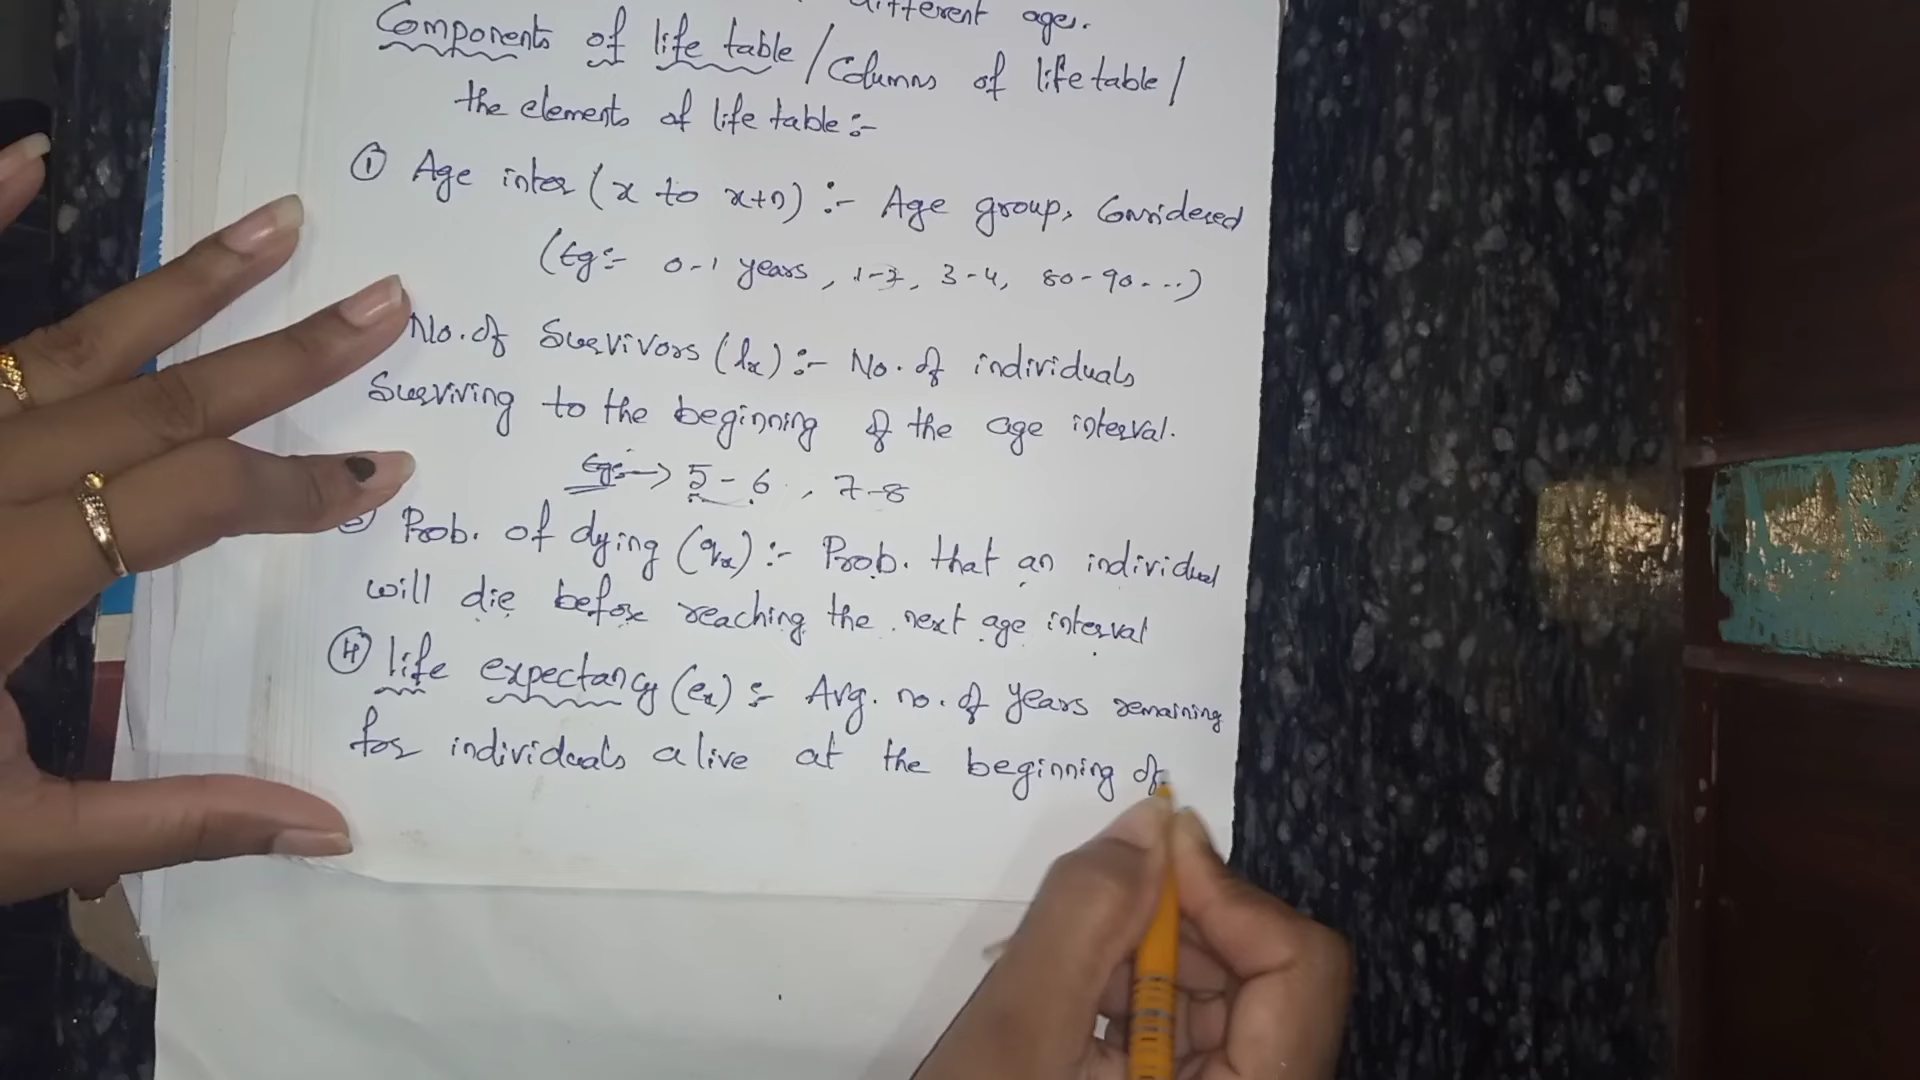 different ages.
Components of life table / Columns of life table /
the elements of life table :-
① Age inter (x to x+n) :- Age group, Considered
(Eg:- 0-1 years, 1-2, 3-4, 80-90...)
No. of Survivors (lx) :- No. of individuals
Surviving to the beginning of the age interval.
Eg:-> 5-6, 7-8
Prob. of dying (qx) :- Prob. that an individual
will die before reaching the next age interval
④ life expectancy (ex) :- Avg. no. of years remaining
for individuals alive at the beginning of